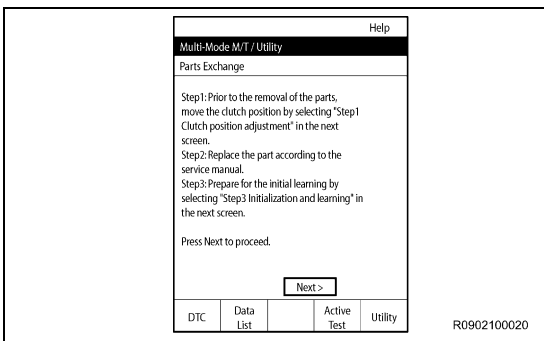 Help
Multi-Mode M/T / Utility
Parts Exchange
Step1: Prior to the removal of the parts,
move the clutch position by selecting "Step1
Clutch position adjustment" in the next
screen.
Step2: Replace the part according to the
service manual.
Step3: Prepare for the initial learning by
selecting "Step3 Initialization and learning" in
the next screen.
Press Next to proceed.
Next >
DTC
Data
List
Active
Test
Utility
R0902100020